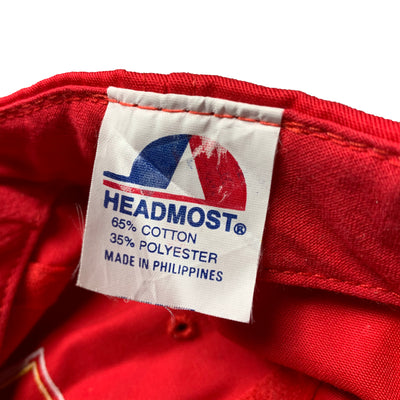 HEADMOST®
65% COTTON
35% POLYESTER
MADE IN PHILIPPINES